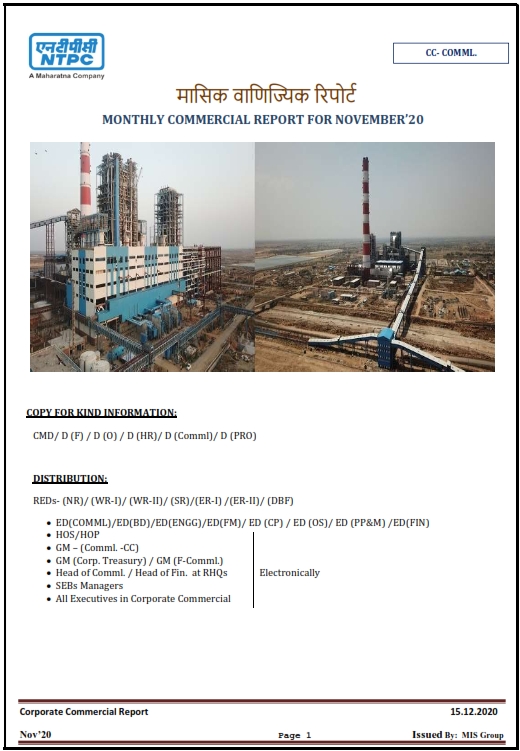 एनटीपीसी
NTPC
A Maharatna Company
CC- COMML.
मासिक वाणिज्यिक रिपोर्ट
MONTHLY COMMERCIAL REPORT FOR NOVEMBER'20
COPY FOR KIND INFORMATION:
CMD/ D (F) / D (O) / D (HR)/ D (Comml)/ D (PRO)
DISTRIBUTION:
REDs- (NR)/ (WR-I)/ (WR-II)/ (SR)/(ER-I) /(ER-II)/ (DBF)
• ED(COMML)/ED(BD)/ED(ENGG)/ED(FM)/ ED (CP) / ED (OS)/ ED (PP&M) /ED(FIN)
• HOS/HOP
• GM – (Comml. -CC)
• GM (Corp. Treasury) / GM (F-Comml.)
• Head of Comml. / Head of Fin. at RHQs Electronically
• SEBs Managers
• All Executives in Corporate Commercial
Corporate Commercial Report 15.12.2020
Nov'20 Page 1 Issued By: MIS Group